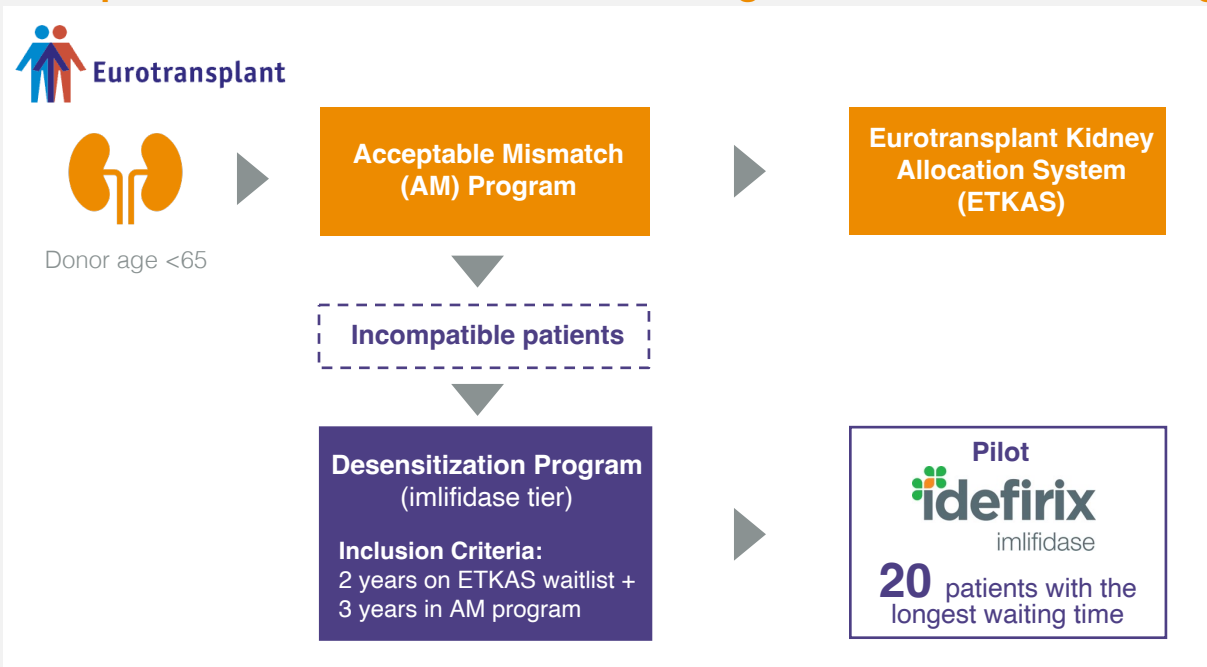 Eurotransplant
Donor age <65
Acceptable Mismatch
(AM) Program
Eurotransplant Kidney
Allocation System
(ETKAS)
Incompatible patients
Desensitization Program
(imlifidase tier)
Inclusion Criteria:
2 years on ETKAS waitlist +
3 years in AM program
Pilot
idefirix
imlifidase
20 patients with the
longest waiting time